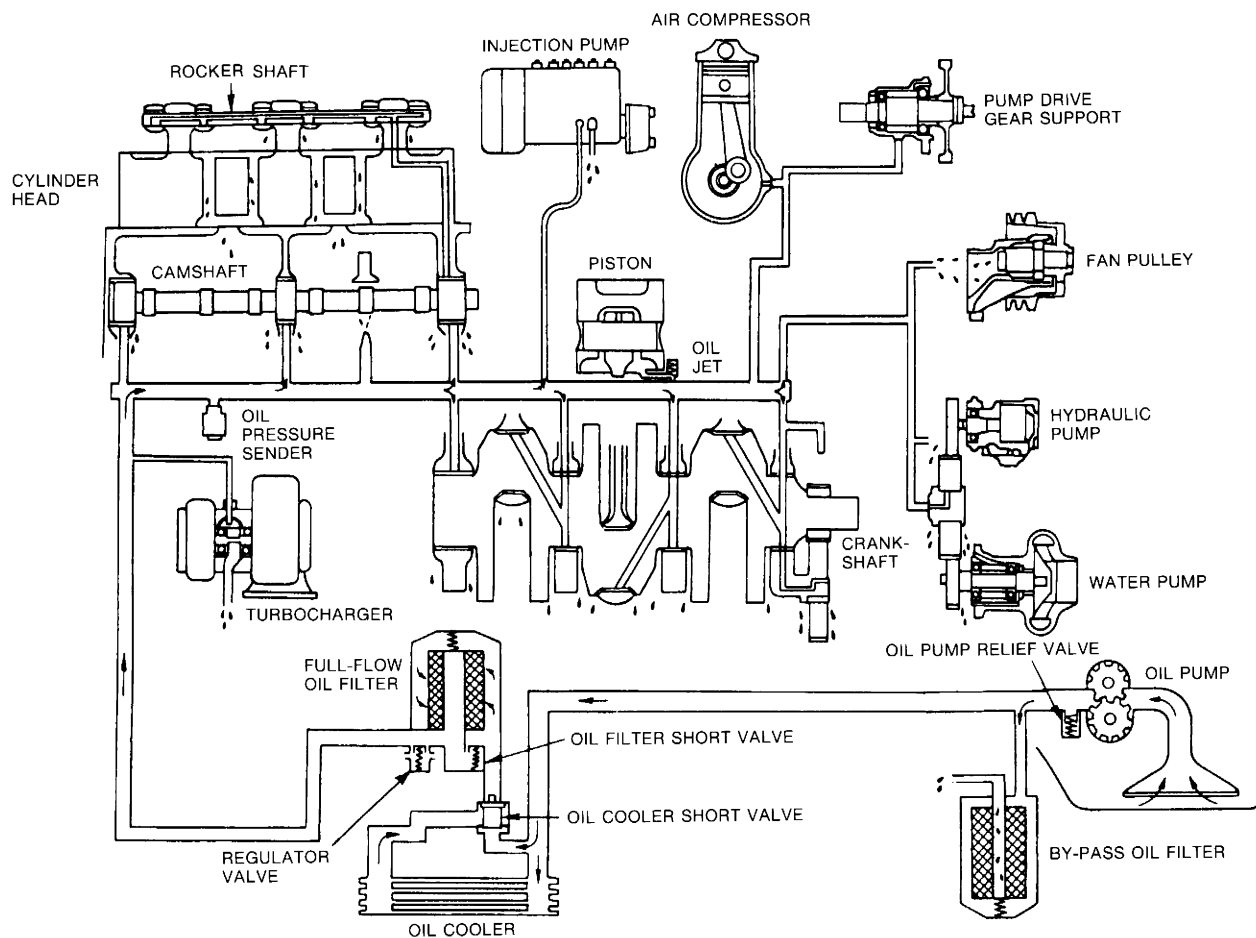 AIR COMPRESSOR
INJECTION PUMP
ROCKER SHAFT
PUMP DRIVE
GEAR SUPPORT
CYLINDER
HEAD
CAMSHAFT
PISTON
FAN PULLEY
OIL
JET
OIL
PRESSURE
SENDER
HYDRAULIC
PUMP
CRANK-
SHAFT
WATER PUMP
TURBOCHARGER
OIL PUMP RELIEF VALVE
OIL PUMP
FULL-FLOW
OIL FILTER
OIL FILTER SHORT VALVE
OIL COOLER SHORT VALVE
REGULATOR
VALVE
BY-PASS OIL FILTER
OIL COOLER